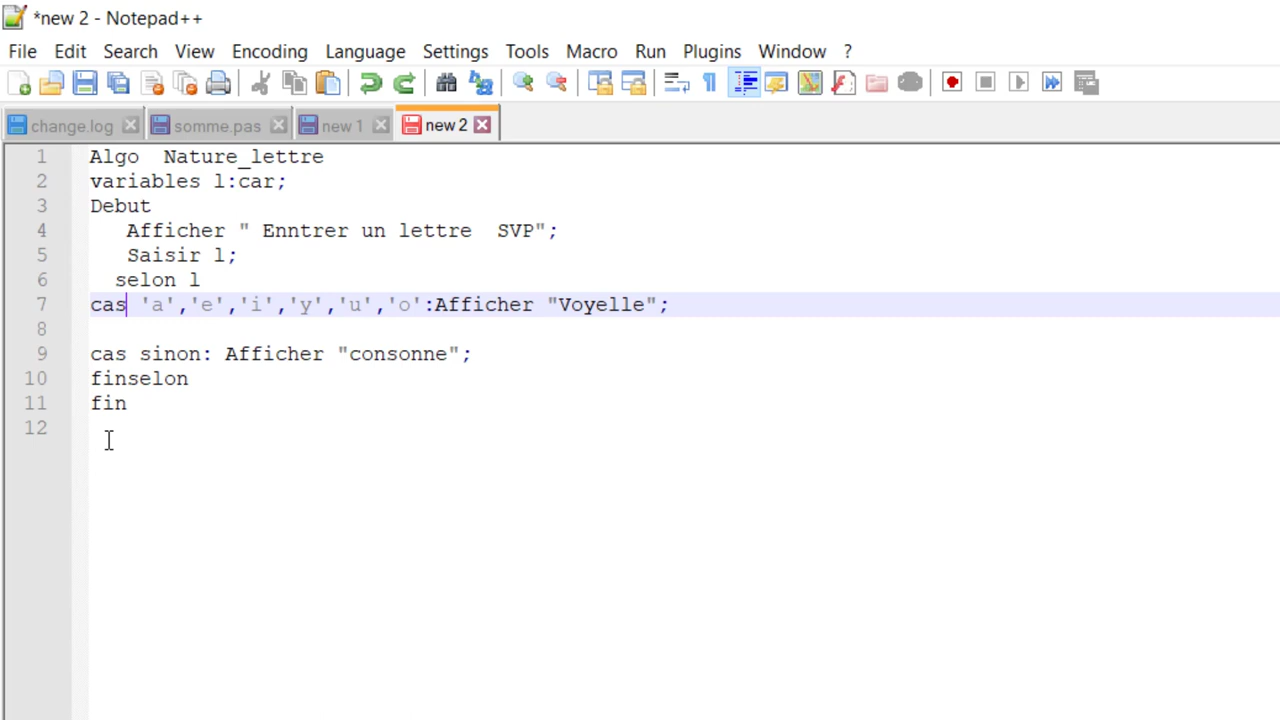 *new 2 - Notepad++
File Edit Search View Encoding Language Settings Tools Macro Run Plugins Window ?
change.log somme.pas new 1 new 2
1 Algo  Nature_lettre
2 variables l:car;
3 Debut
4 Afficher " Enntrer un lettre  SVP";
5 Saisir l;
6 selon l
7 cas 'a','e','i','y','u','o':Afficher "Voyelle";
8
9 cas sinon: Afficher "consonne";
10 finselon
11 fin
12